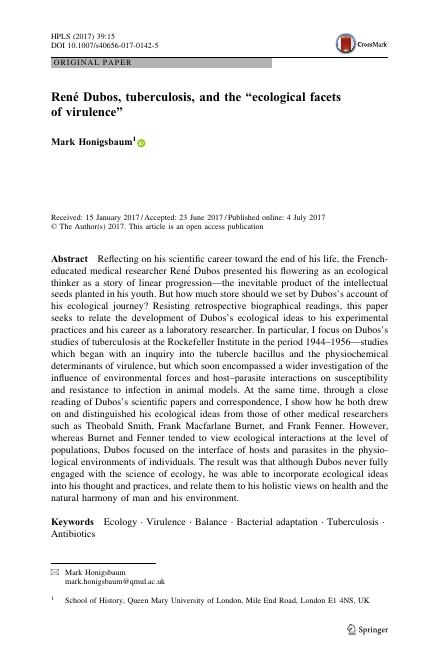 HPLS (2017) 39:15
DOI 10.1007/s40656-017-0142-5
CrossMark
ORIGINAL PAPER
René Dubos, tuberculosis, and the “ecological facets
of virulence”
Mark Honigsbaum1 iD
Received: 15 January 2017 / Accepted: 23 June 2017 / Published online: 4 July 2017
© The Author(s) 2017. This article is an open access publication
Abstract Reflecting on his scientific career toward the end of his life, the French-
educated medical researcher René Dubos presented his flowering as an ecological
thinker as a story of linear progression—the inevitable product of the intellectual
seeds planted in his youth. But how much store should we set by Dubos’s account of
his ecological journey? Resisting retrospective biographical readings, this paper
seeks to relate the development of Dubos’s ecological ideas to his experimental
practices and his career as a laboratory researcher. In particular, I focus on Dubos’s
studies of tuberculosis at the Rockefeller Institute in the period 1944–1956—studies
which began with an inquiry into the tubercle bacillus and the physiochemical
determinants of virulence, but which soon encompassed a wider investigation of the
influence of environmental forces and host–parasite interactions on susceptibility
and resistance to infection in animal models. At the same time, through a close
reading of Dubos’s scientific papers and correspondence, I show how he both drew
on and distinguished his ecological ideas from those of other medical researchers
such as Theobald Smith, Frank Macfarlane Burnet, and Frank Fenner. However,
whereas Burnet and Fenner tended to view ecological interactions at the level of
populations, Dubos focused on the interface of hosts and parasites in the physio-
logical environments of individuals. The result was that although Dubos never fully
engaged with the science of ecology, he was able to incorporate ecological ideas
into his thought and practices, and relate them to his holistic views on health and the
natural harmony of man and his environment.
Keywords Ecology · Virulence · Balance · Bacterial adaptation · Tuberculosis ·
Antibiotics
Mark Honigsbaum
mark.honigsbaum@qmul.ac.uk
1 School of History, Queen Mary University of London, Mile End Road, London E1 4NS, UK
Springer